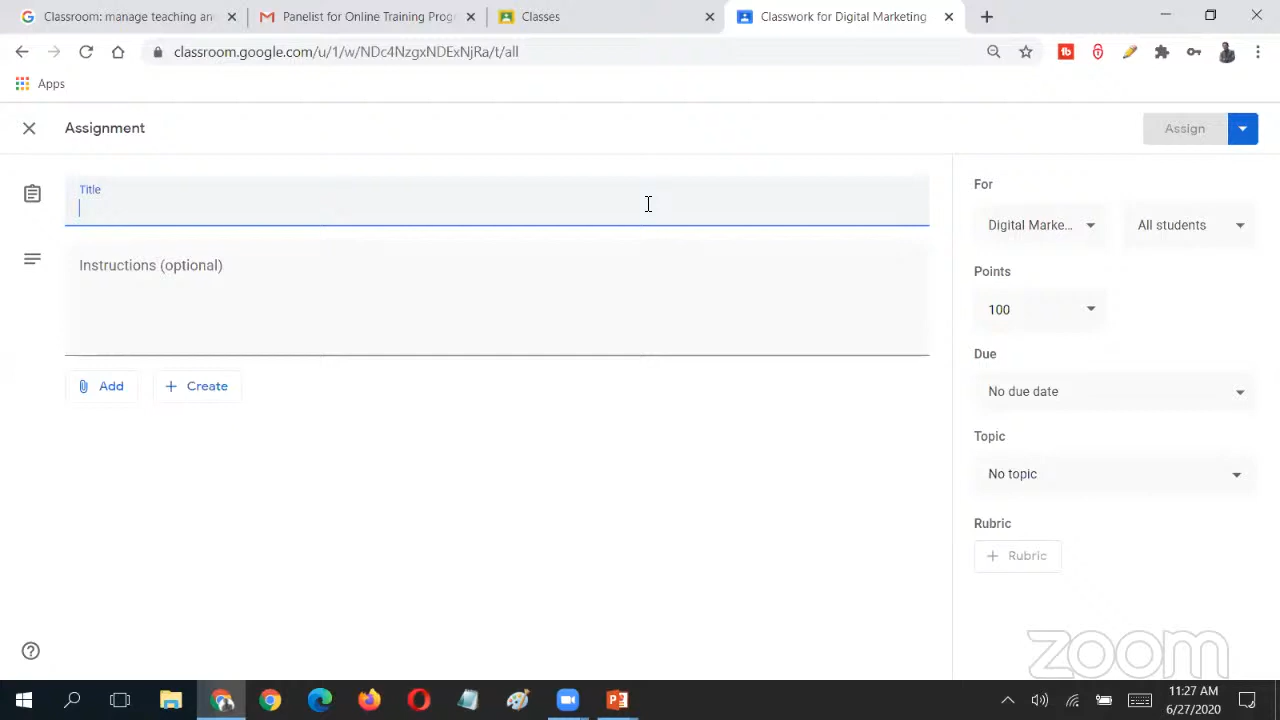 Classroom: manage teaching an
Panelist for Online Training Prog
Classes
Classwork for Digital Marketing
classroom.google.com/u/1/w/NDc4NzgxNDExNjRa/t/all
Apps
Assignment
Assign
Title
For
Digital Marke...
All students
Instructions (optional)
Points
100
Add
Create
Due
No due date
Topic
No topic
Rubric
Rubric
zoom
11:27 AM
6/27/2020